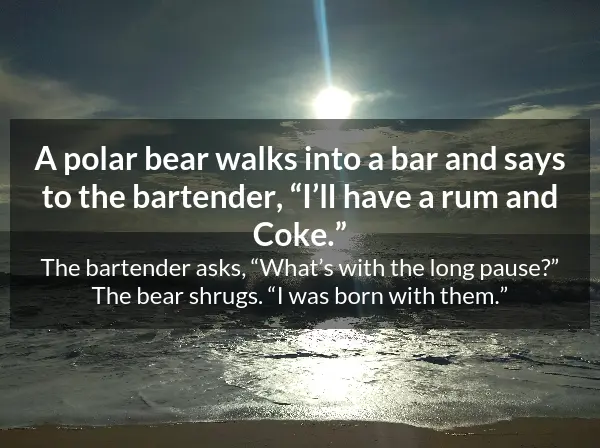 A polar bear walks into a bar and says
to the bartender, “I’ll have a rum and
Coke.”
The bartender asks, “What’s with the long pause?”
The bear shrugs. “I was born with them.”